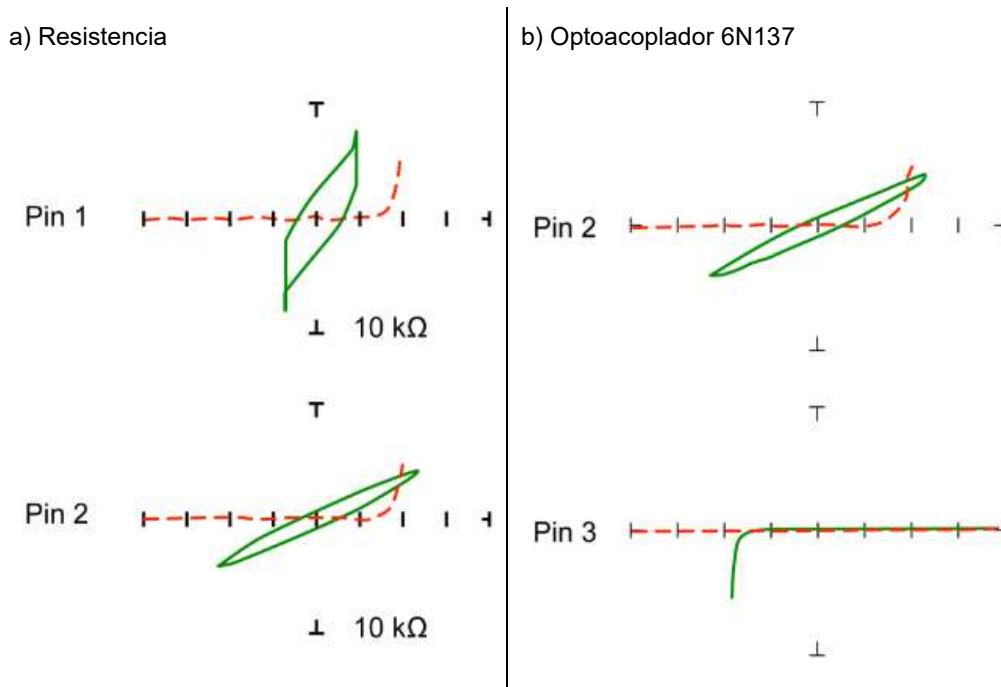 a) Resistencia
Pin 1
10 kΩ
Pin 2
10 kΩ
b) Optoacoplador 6N137
Pin 2
Pin 3